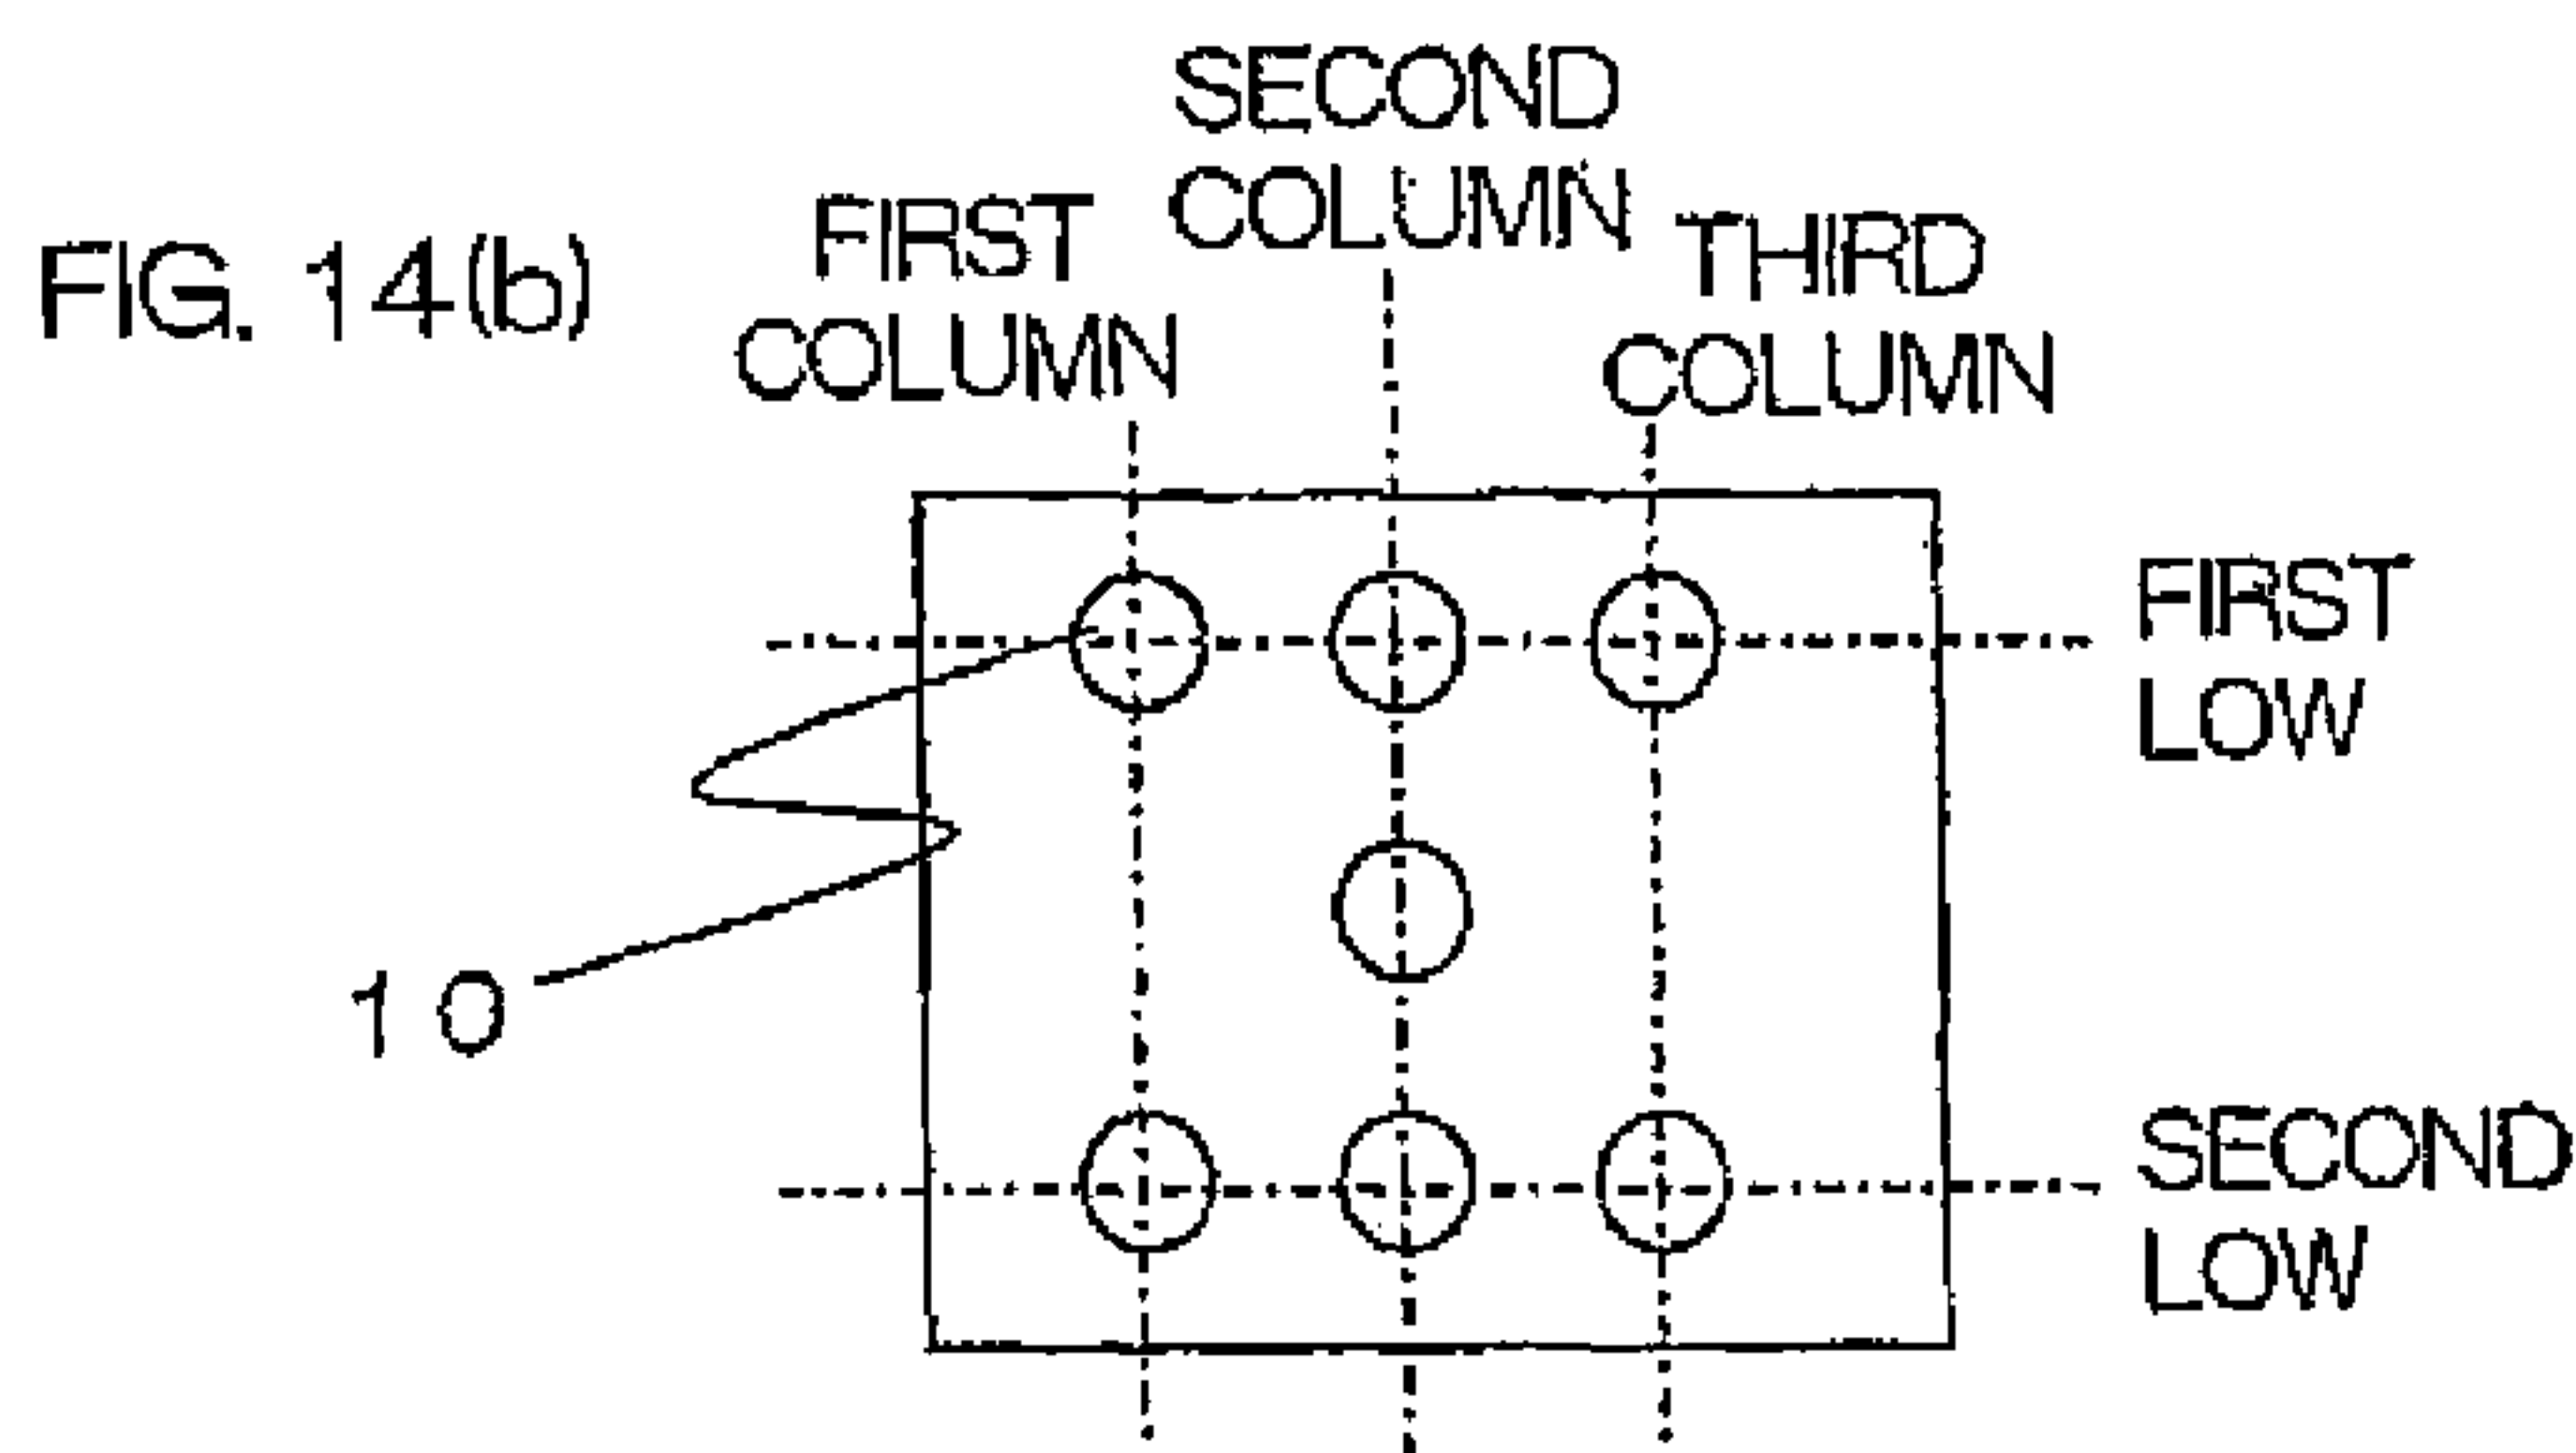 FIG. 14(b)
FIRST
COLUMN
SECOND
COLUMN
THIRD
COLUMN
FIRST
LOW
10
SECOND
LOW